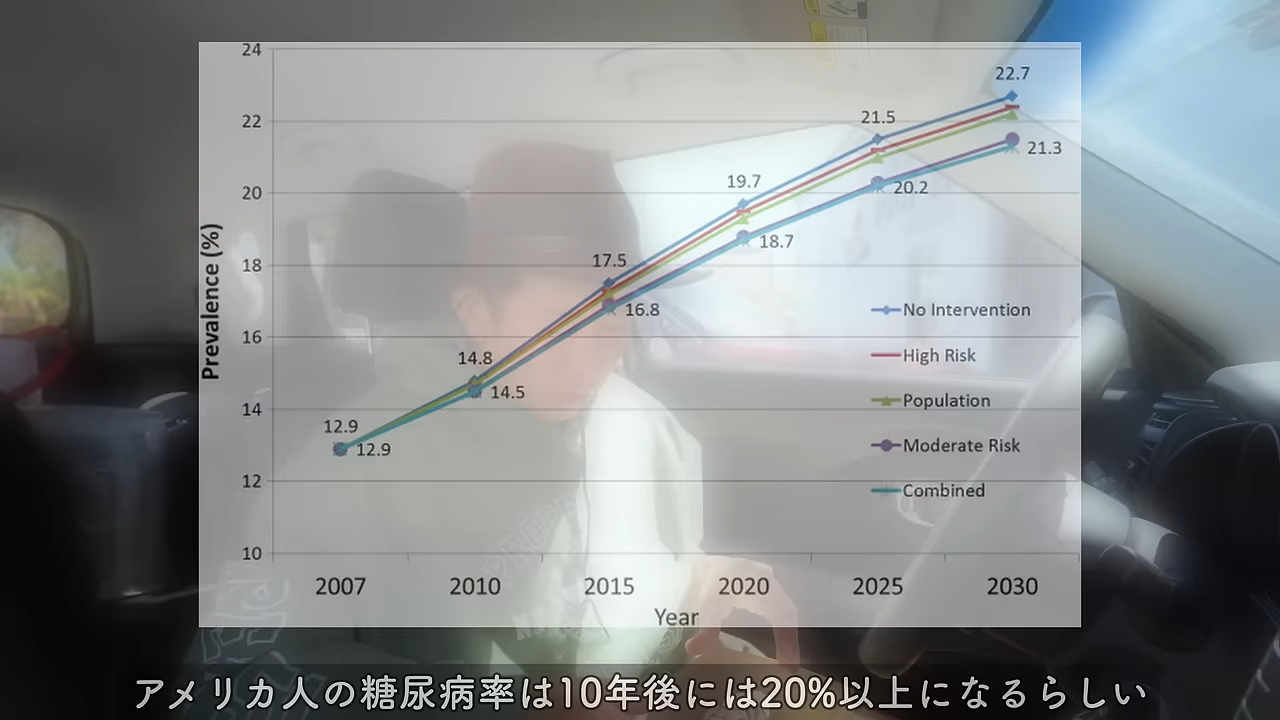 24
22.7
22
21.5
21.3
20.2
20
19.7
18.7
18
17.5
16.8
No Intervention
16
High Risk
14.8
14.5
Population
14
12.9
12.9
Moderate Risk
12
Combined
10
Prevalence (%)
2007 2010 2015 2020 2025 2030
Year
アメリカ人の糖尿病率は10年後には20%以上になるらしい